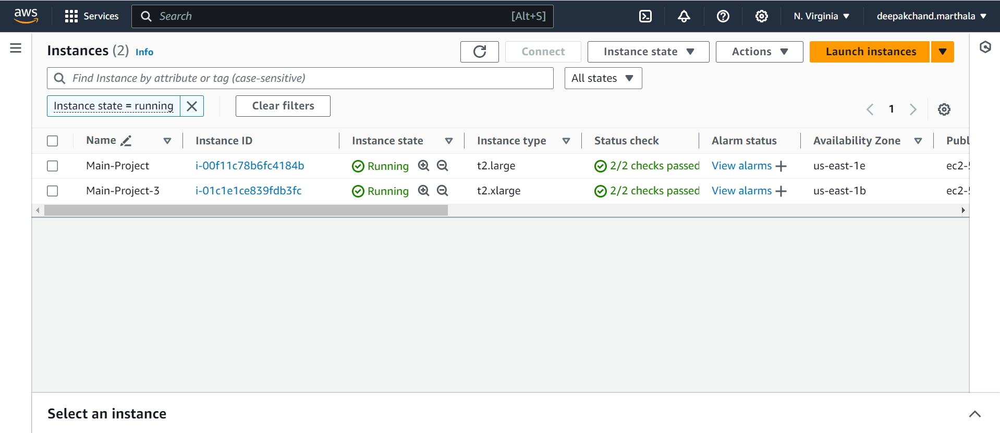 aws Services Search [Alt+S] N. Virginia deepakchand.marthala
Instances (2) Info Connect Instance state Actions Launch instances
Find Instance by attribute or tag (case-sensitive) All states
Instance state = running Clear filters 1
Name Instance ID Instance state Instance type Status check Alarm status Availability Zone Publ
Main-Project i-00f11c78b6fc4184b Running t2.large 2/2 checks passed View alarms us-east-1e ec2-5
Main-Project-3 i-01c1e1ce839fdb3fc Running t2.xlarge 2/2 checks passed View alarms us-east-1b ec2-5
Select an instance